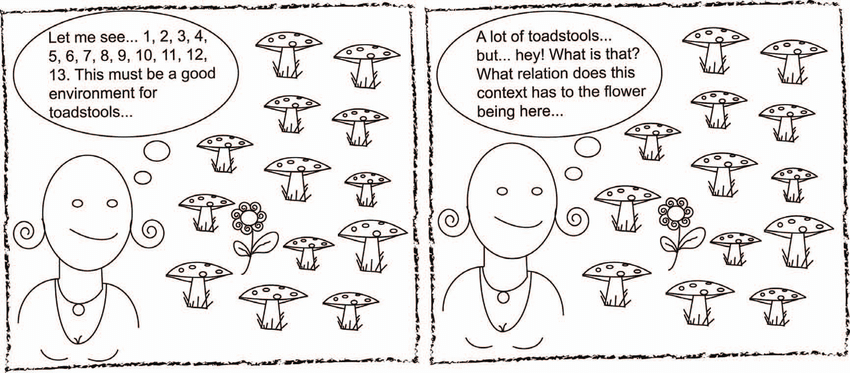 Let me see... 1, 2, 3, 4,
5, 6, 7, 8, 9, 10, 11, 12,
13. This must be a good
environment for
toadstools...
A lot of toadstools...
but... hey! What is that?
What relation does this
context has to the flower
being here...